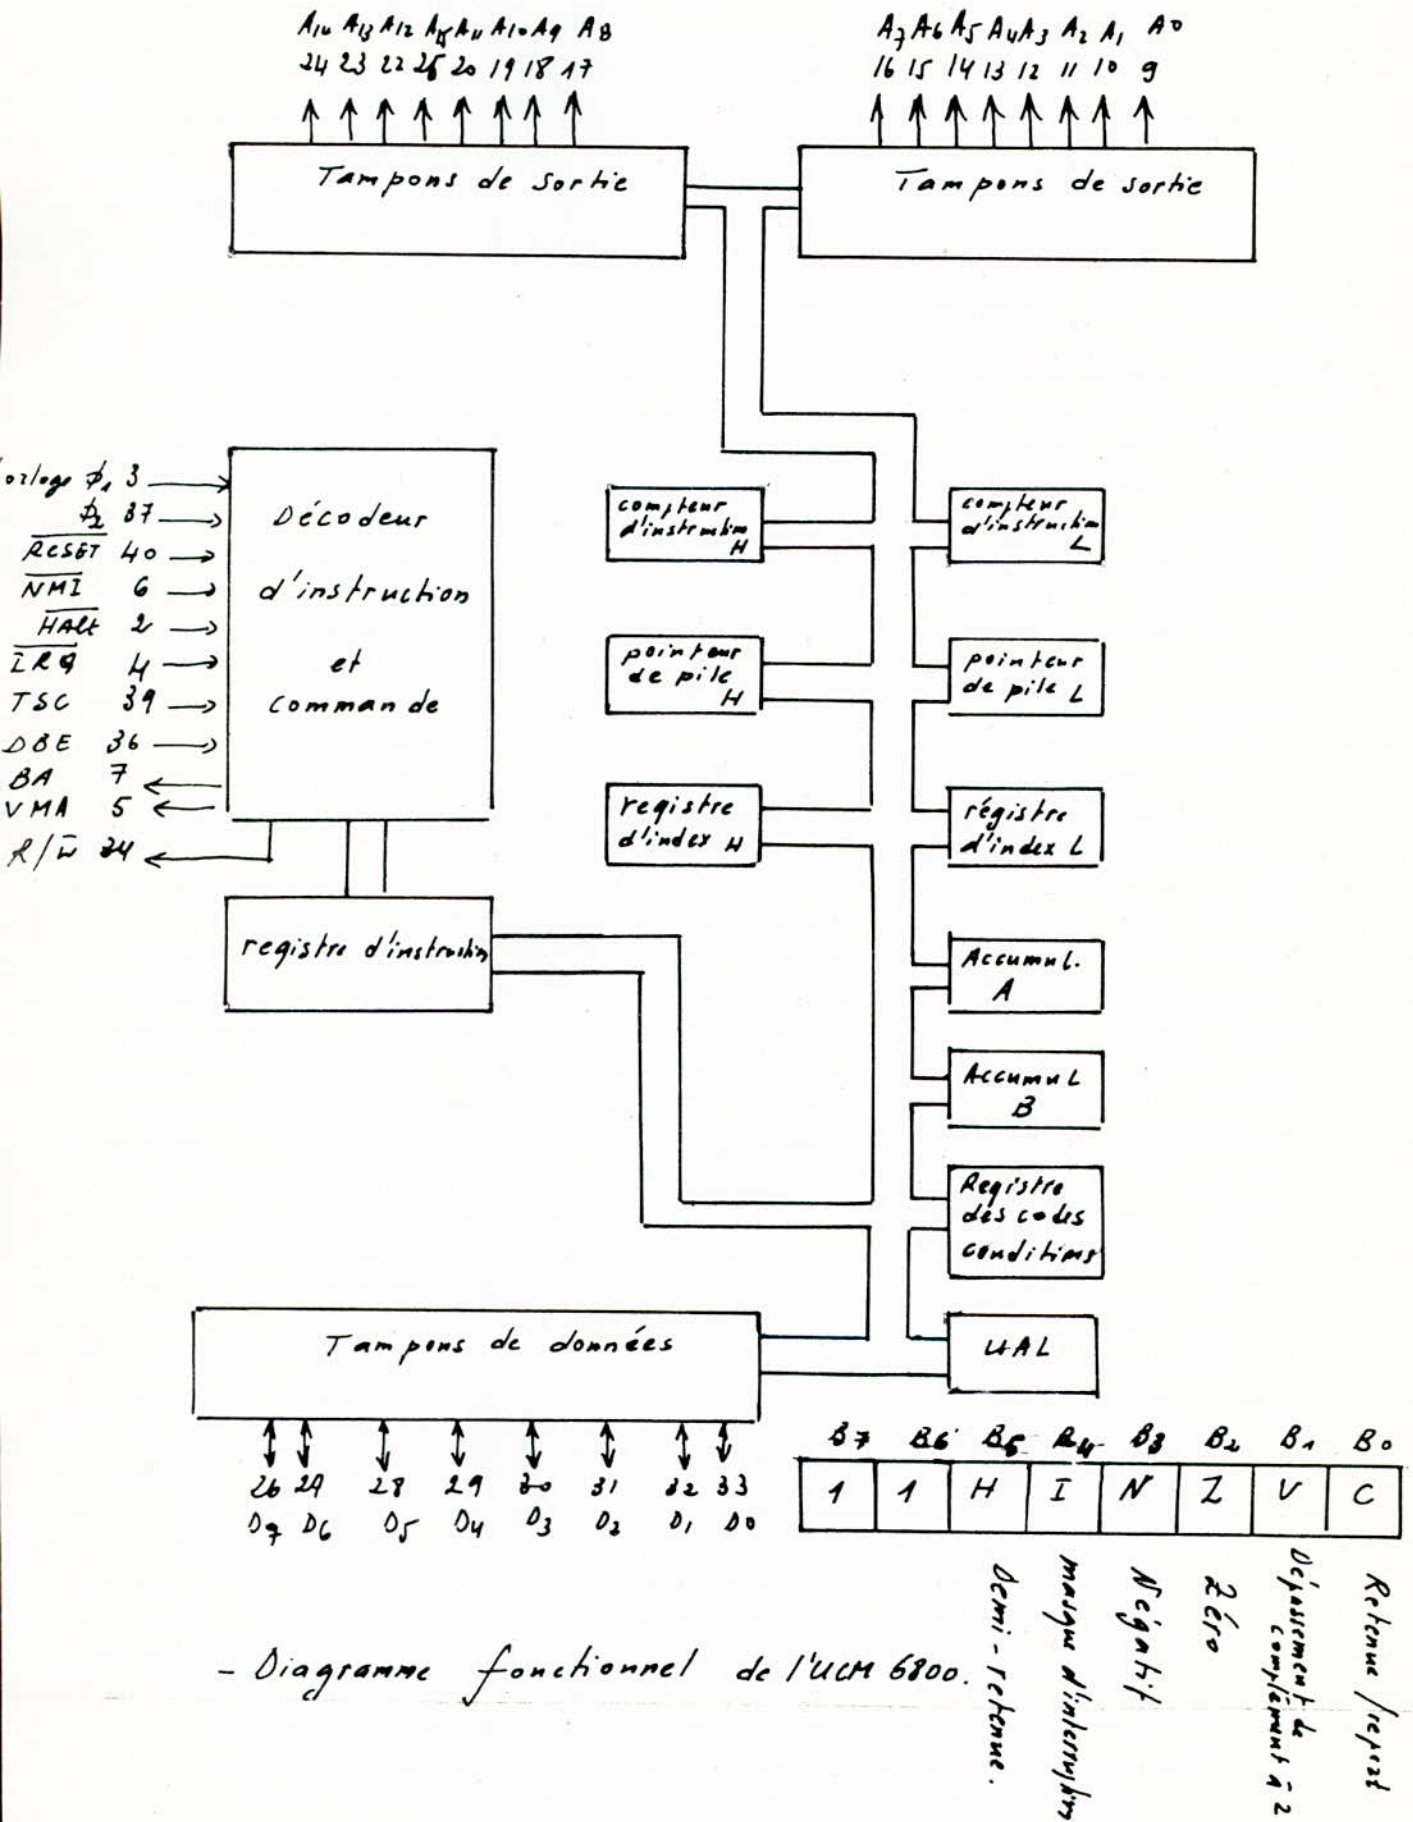 A14 A13 A12 A15 A11 A10 A9 A8
24 23 22 25 20 19 18 17
A7 A6 A5 A4 A3 A2 A1 A0
16 15 14 13 12 11 10 9
Tampons de sortie
Tampons de sortie
orloge φ1 3
φ2 37
RESET 40
NMI 6
HALt 2
IRQ 4
TSC 39
DBE 36
BA 7
VMA 5
R/W 34
Décodeur
d'instruction
et
commande
registre d'instruction
compteur
d'instruction
H
compteur
d'instruction
L
pointeur
de pile
H
pointeur
de pile L
registre
d'index H
régistre
d'index L
Accumul.
A
Accumul
B
Registre
des codes
conditions
UAL
Tampons de données
26 27 28 29 30 31 32 33
D7 D6 D5 D4 D3 D2 D1 D0
B7 B6 B5 B4 B3 B2 B1 B0
1 1 H I N Z V C
Demi-retenue.
masque d'interruption
Négatif
Zéro
Dépassement de
complément à 2
Retenue/report
- Diagramme fonctionnel de l'UCM 6800.